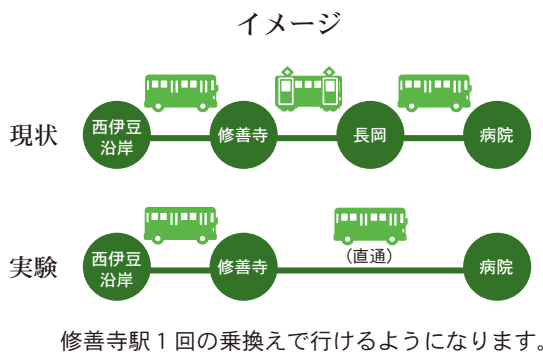 イメージ
現状
西伊豆
沿岸
修善寺
長岡
病院
実験
西伊豆
沿岸
修善寺
(直通)
病院
修善寺駅1回の乗換えで行けるようになります。